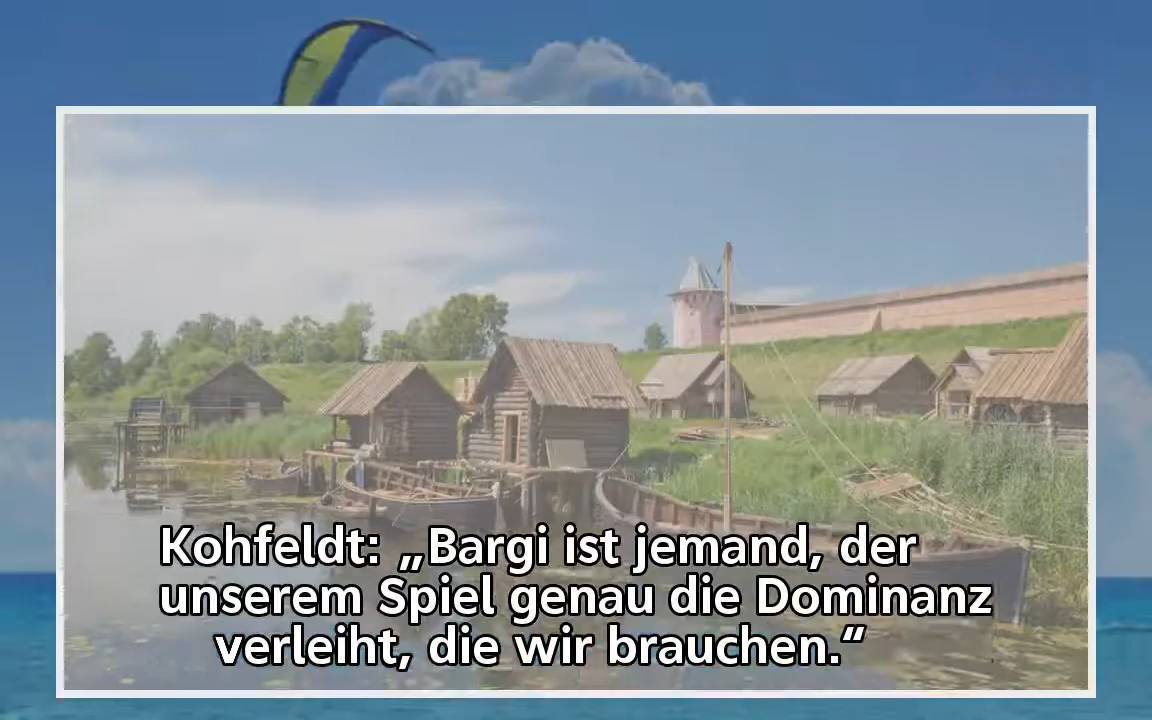 Kohfeldt: „Bargi ist jemand, der
unserem Spiel genau die Dominanz
verleiht, die wir brauchen.“